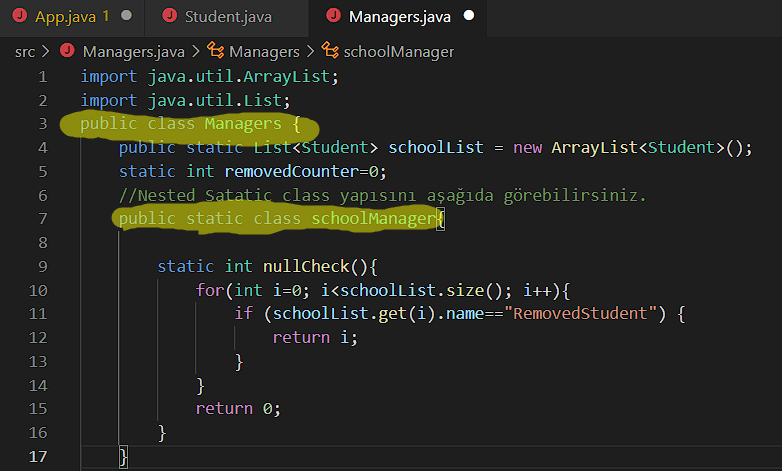 App.java 1 Student.java Managers.java
src > Managers.java > Managers > schoolManager
1 import java.util.ArrayList;
2 import java.util.List;
3 public class Managers {
4 public static List<Student> schoolList = new ArrayList<Student>();
5 static int removedCounter=0;
6 //Nested Satatic class yapısını aşağıda görebilirsiniz.
7 public static class schoolManager{
8
9 static int nullCheck(){
10 for(int i=0; i<schoolList.size(); i++){
11 if (schoolList.get(i).name=="RemovedStudent") {
12 return i;
13 }
14 }
15 return 0;
16 }
17 }